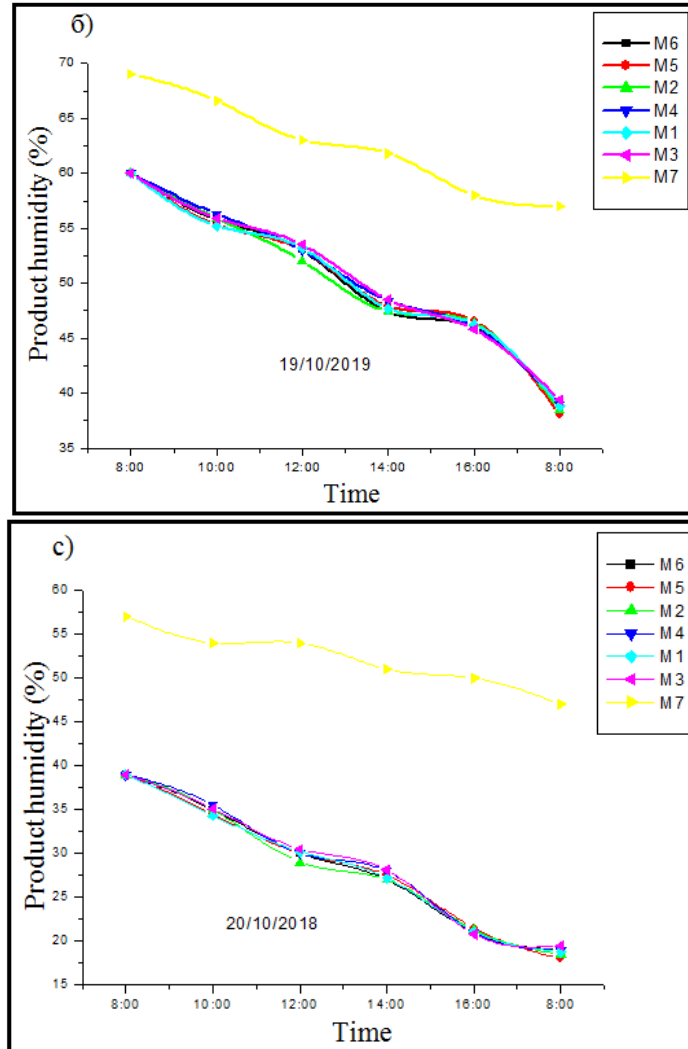 б)
M6
M5
M2
M4
M1
M3
M7
70
65
60
55
50
45
40
35
Product humidity (%)
19/10/2019
8:00 10:00 12:00 14:00 16:00 8:00
Time
c)
M6
M5
M2
M4
M1
M3
M7
60
55
50
45
40
35
30
25
20
15
Product humidity (%)
20/10/2018
8:00 10:00 12:00 14:00 16:00 8:00
Time